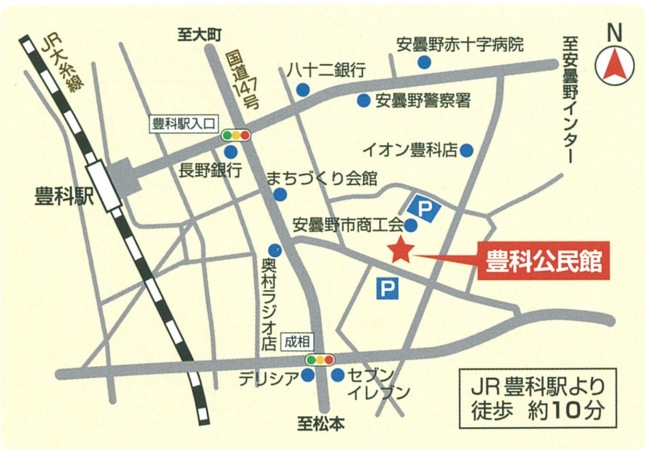 至大町
N
JR大糸線
国道147号
安曇野赤十字病院
至安曇野インター
八十二銀行
安曇野警察署
豊科駅入口
イオン豊科店
長野銀行
まちづくり会館
豊科駅
P
安曇野市商工会
豊科公民館
奥村ラジオ店
P
成相
デリシア
セブン
イレブン
至松本
JR豊科駅より
徒歩 約10分